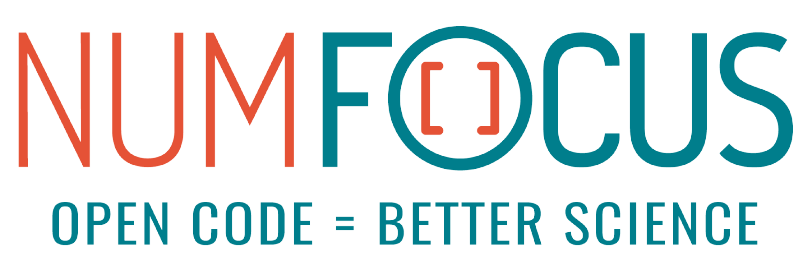 NUMFOCUS
OPEN CODE = BETTER SCIENCE